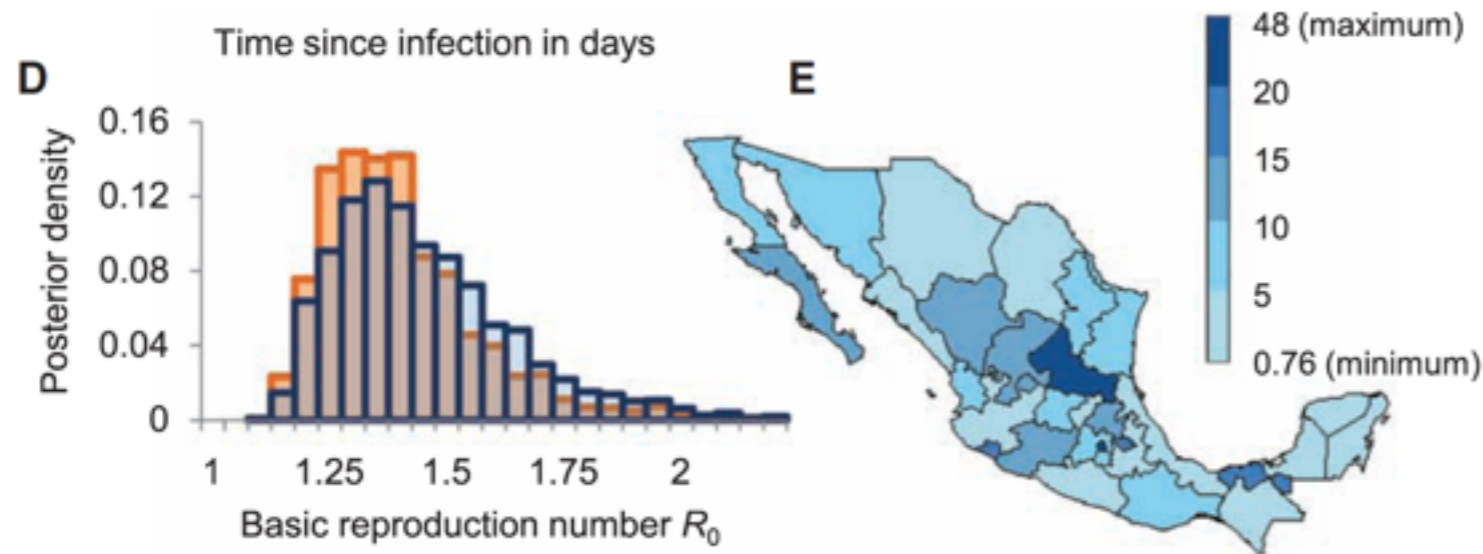 Time since infection in days
D
Posterior density
0.16
0.12
0.08
0.04
0
1 1.25 1.5 1.75 2
Basic reproduction number R₀
E
48 (maximum)
20
15
10
5
0.76 (minimum)